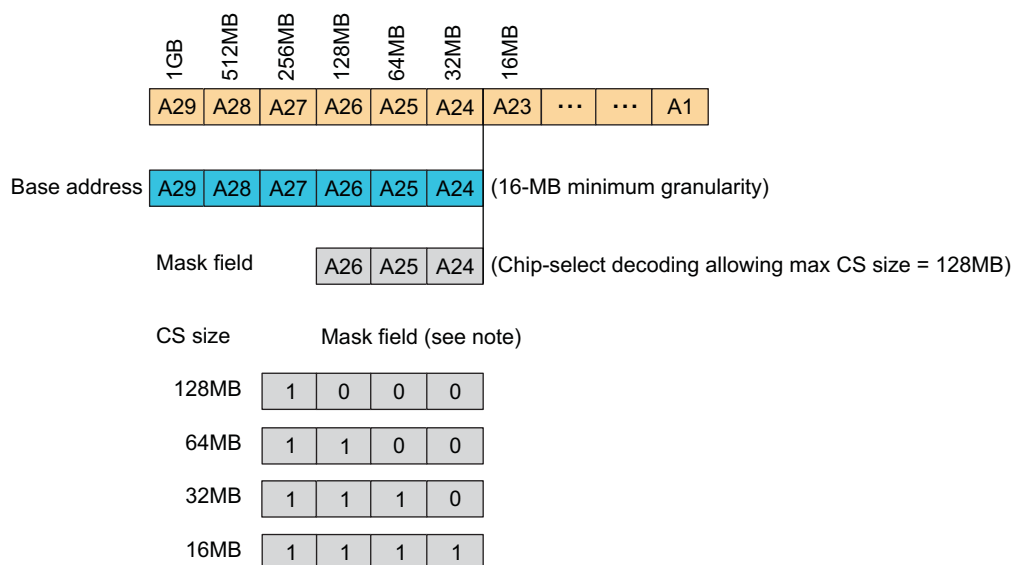 1GB 512MB 256MB 128MB 64MB 32MB 16MB
A29 A28 A27 A26 A25 A24 A23 ... ... A1
Base address A29 A28 A27 A26 A25 A24 (16-MB minimum granularity)
Mask field A26 A25 A24 (Chip-select decoding allowing max CS size = 128MB)
CS size Mask field (see note)
128MB 1 0 0 0
64MB 1 1 0 0
32MB 1 1 1 0
16MB 1 1 1 1